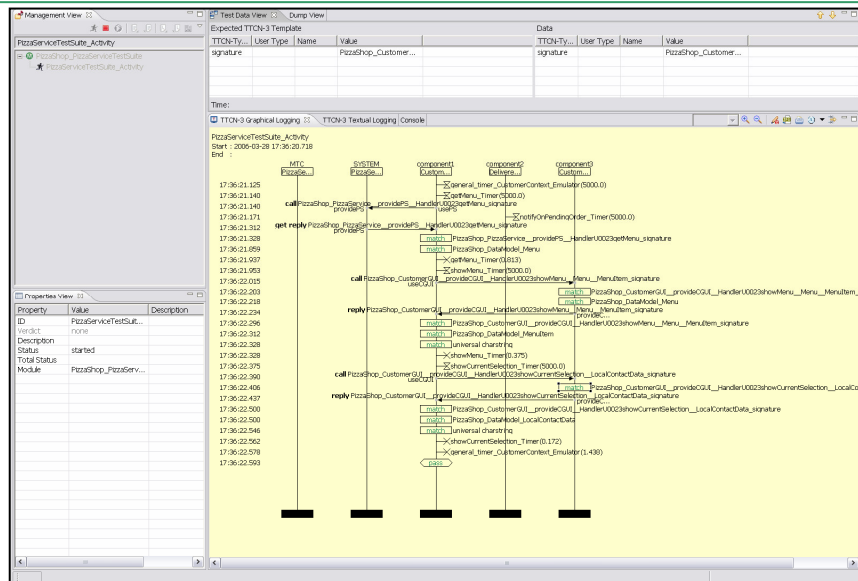 Management View
PizzaServiceTestSuite_Activity
PizzaShop_PizzaServiceTestSuite
PizzaServiceTestSuite_Activity
Properties View
Property Value Description
ID PizzaServiceTestSuit...
Verdict none
Description
Status started
Total Status
Module PizzaShop_PizzaServ...
Test Data View Dump View
Expected TTCN-3 Template
TTCN-Ty... User Type Name Value
signature PizzaShop_Customer...
Data
TTCN-Ty... User Type Name Value
signature PizzaShop_Customer...
Time:
TTCN-3 Graphical Logging TTCN-3 Textual Logging Console
PizzaServiceTestSuite_Activity
Start : 2006-03-28 17:36:20.718
End :
MTC SYSTEM component1 component2 component3
PizzaSe... PizzaSe... Custom... Delivere... Custom...
17:36:21.125 general_timer_CustomerContext_Emulator(5000.0)
17:36:21.140 getMenu_Timer(5000.0)
17:36:21.140 call PizzaShop_PizzaService__providePS__HandlerU0023getMenu_signature
providePS usePS
17:36:21.171 notifyOnPendingOrder_Timer(5000.0)
17:36:21.312 get reply PizzaShop_PizzaService__providePS__HandlerU0023getMenu_signature
providePS
17:36:21.328 match PizzaShop_PizzaService__providePS__HandlerU0023getMenu_signature
17:36:21.859 match PizzaShop_DataModel_Menu
17:36:21.937 getMenu_Timer(0.813)
17:36:21.953 showMenu_Timer(5000.0)
17:36:22.015 call PizzaShop_CustomerGUI__provideCGUI__HandlerU0023showMenu__Menu__MenuItem_signature
useCGUI
17:36:22.203 match PizzaShop_CustomerGUI__provideCGUI__HandlerU0023showMenu__Menu__MenuItem_
17:36:22.218 match PizzaShop_DataModel_Menu
17:36:22.234 reply PizzaShop_CustomerGUI__provideCGUI__HandlerU0023showMenu__Menu__MenuItem_signature
provideC...
17:36:22.296 match PizzaShop_CustomerGUI__provideCGUI__HandlerU0023showMenu__Menu__MenuItem_signature
17:36:22.312 match PizzaShop_DataModel_MenuItem
17:36:22.328 match universal charstring
17:36:22.328 showMenu_Timer(0.375)
17:36:22.375 showCurrentSelection_Timer(5000.0)
17:36:22.390 call PizzaShop_CustomerGUI__provideCGUI__HandlerU0023showCurrentSelection__LocalContactData_signature
useCGUI
17:36:22.406 match PizzaShop_CustomerGUI__provideCGUI__HandlerU0023showCurrentSelection__LocalCo
17:36:22.437 reply PizzaShop_CustomerGUI__provideCGUI__HandlerU0023showCurrentSelection__LocalContactData_signature
provideC...
17:36:22.500 match PizzaShop_CustomerGUI__provideCGUI__HandlerU0023showCurrentSelection__LocalContactData_signature
17:36:22.500 match PizzaShop_DataModel_LocalContactData
17:36:22.546 match universal charstring
17:36:22.562 showCurrentSelection_Timer(0.172)
17:36:22.578 general_timer_CustomerContext_Emulator(1.438)
17:36:22.593 pass